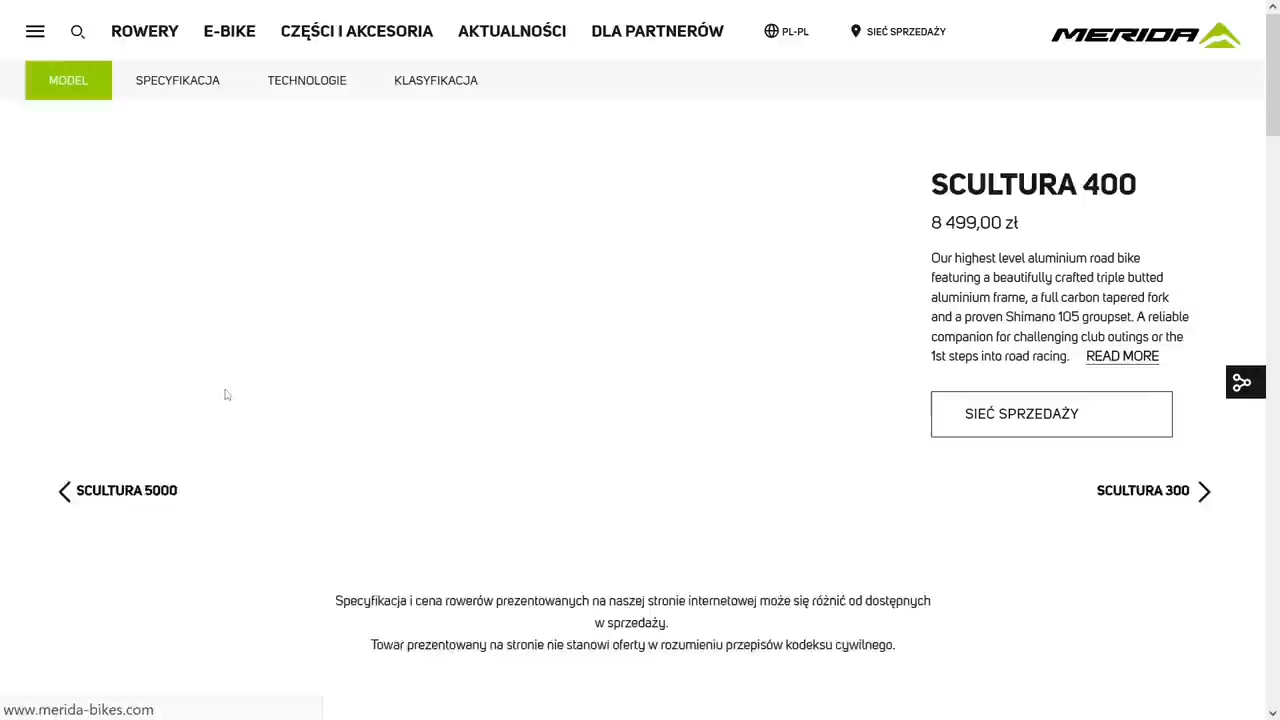 ROWERY E-BIKE CZĘŚCI I AKCESORIA AKTUALNOŚCI DLA PARTNERÓW PL-PL SIEĆ SPRZEDAŻY MERIDA
MODEL SPECYFIKACJA TECHNOLOGIE KLASYFIKACJA
SCULTURA 400
8 499,00 zł
Our highest level aluminium road bike
featuring a beautifully crafted triple butted
aluminium frame, a full carbon tapered fork
and a proven Shimano 105 groupset. A reliable
companion for challenging club outings or the
1st steps into road racing. READ MORE
SIEĆ SPRZEDAŻY
SCULTURA 5000 SCULTURA 300
Specyfikacja i cena rowerów prezentowanych na naszej stronie internetowej może się różnić od dostępnych
w sprzedaży.
Towar prezentowany na stronie nie stanowi oferty w rozumieniu przepisów kodeksu cywilnego.
www.merida-bikes.com